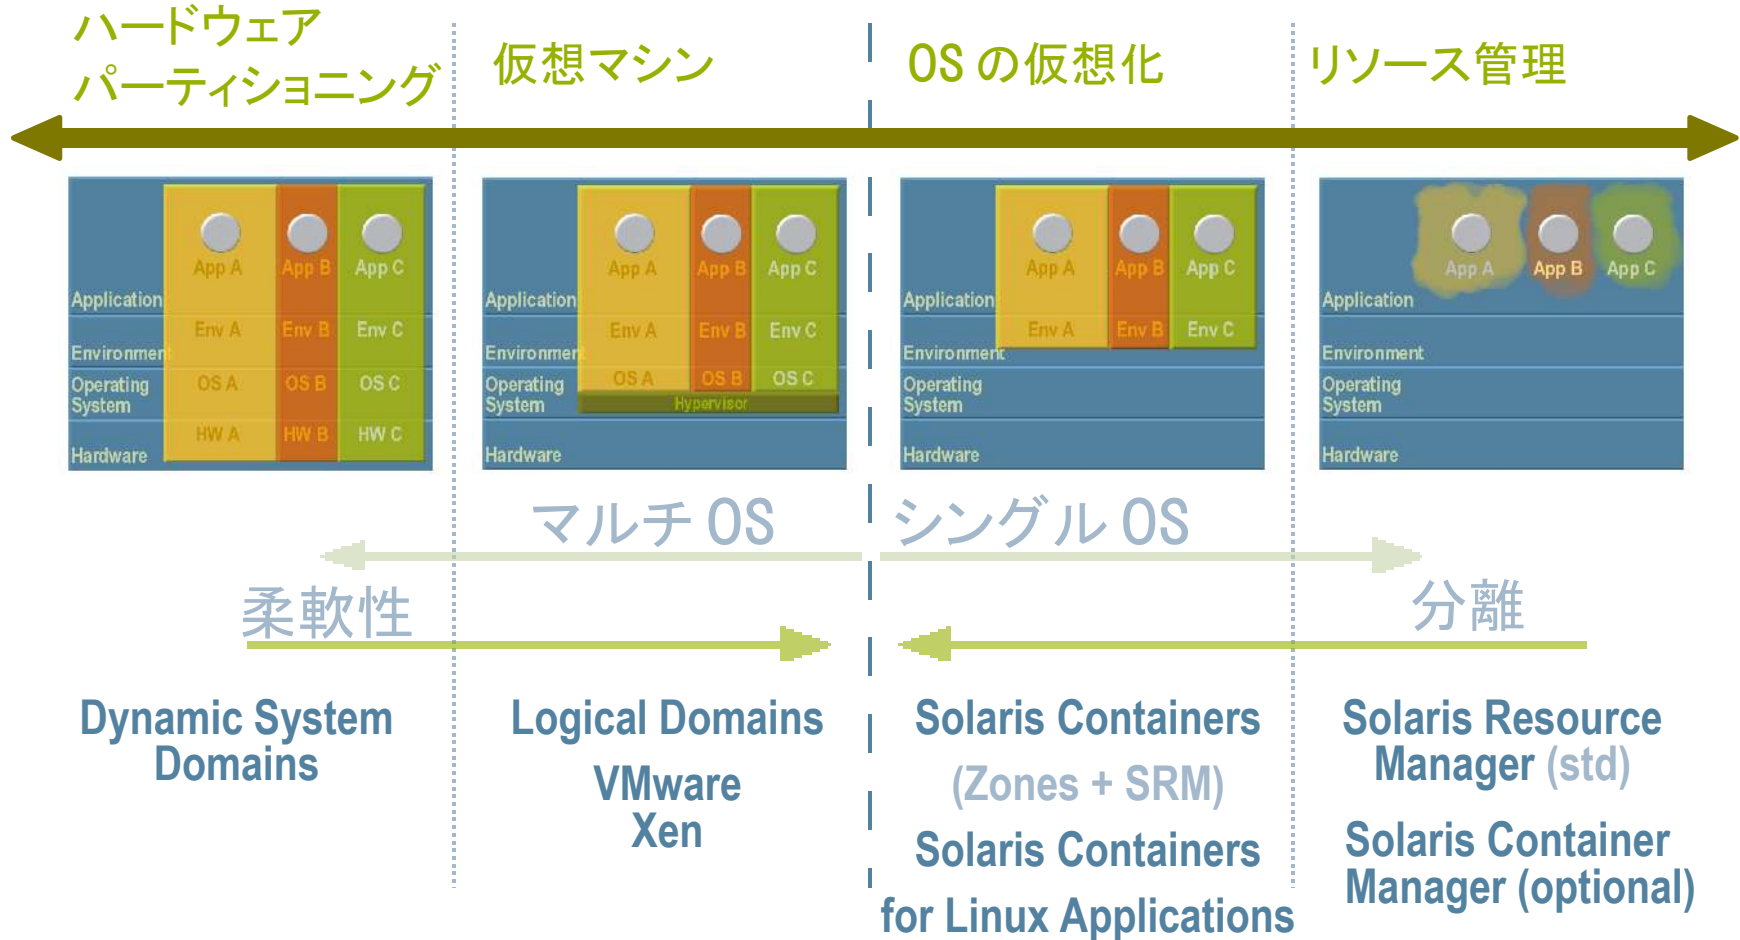 ハードウェア
パーティショニング
仮想マシン
OS の仮想化
リソース管理
App A
App B
App C
Application
Env A
Env B
Env C
Environment
OS A
OS B
OS C
Operating
System
HW A
HW B
HW C
Hardware
App A
App B
App C
Application
Env A
Env B
Env C
Environment
OS A
OS B
OS C
Operating
System
Hypervisor
Hardware
App A
App B
App C
Application
Env A
Env B
Env C
Environment
Operating
System
Hardware
App A
App B
App C
Application
Environment
Operating
System
Hardware
マルチ OS
シングル OS
柔軟性
分離
Dynamic System
Domains
Logical Domains
VMware
Xen
Solaris Containers
(Zones + SRM)
Solaris Containers
for Linux Applications
Solaris Resource
Manager (std)
Solaris Container
Manager (optional)